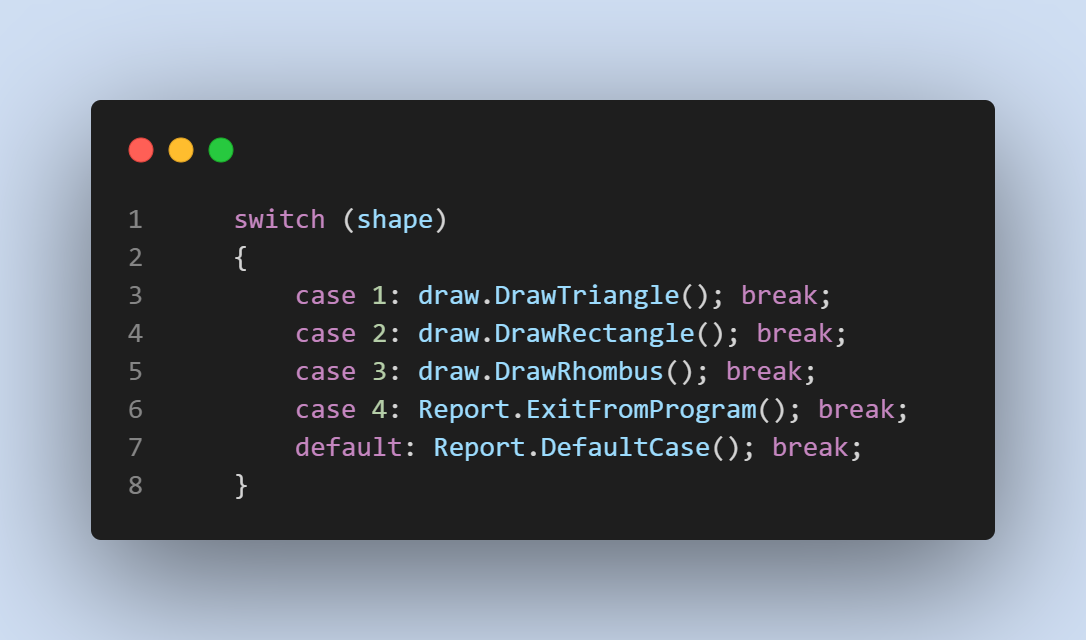 1 switch (shape)
2 {
3 case 1: draw.DrawTriangle(); break;
4 case 2: draw.DrawRectangle(); break;
5 case 3: draw.DrawRhombus(); break;
6 case 4: Report.ExitFromProgram(); break;
7 default: Report.DefaultCase(); break;
8 }